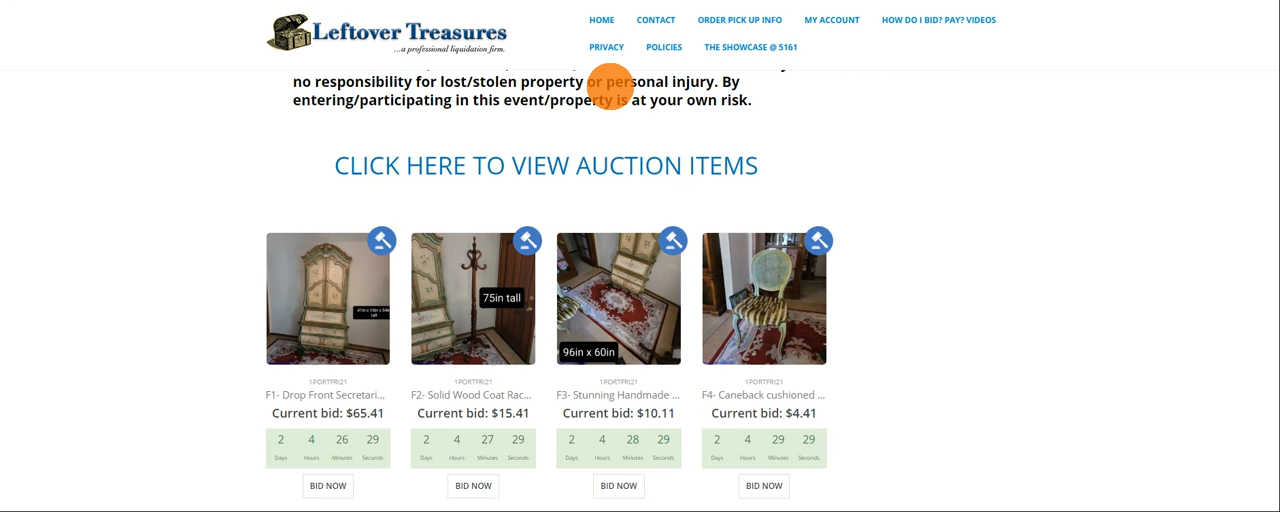 Leftover Treasures
...a professional liquidation firm.
HOME CONTACT ORDER PICK UP INFO MY ACCOUNT HOW DO I BID? PAY? VIDEOS
PRIVACY POLICIES THE SHOWCASE @ 5161
no responsibility for lost/stolen property or personal injury. By
entering/participating in this event/property is at your own risk.
CLICK HERE TO VIEW AUCTION ITEMS
75in tall
96in x 60in
1PORTFRI21 1PORTFRI21 1PORTFRI21 1PORTFRI21
F1- Drop Front Secretari... F2- Solid Wood Coat Rac... F3- Stunning Handmade ... F4- Caneback cushioned ...
Current bid: $65.41 Current bid: $15.41 Current bid: $10.11 Current bid: $4.41
2 4 26 29 2 4 27 29 2 4 28 29 2 4 29 29
Days Hours Minutes Seconds Days Hours Minutes Seconds Days Hours Minutes Seconds Days Hours Minutes Seconds
BID NOW BID NOW BID NOW BID NOW